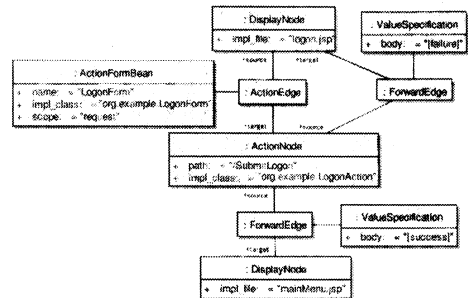 : DisplayNode
+ impl_file: = "logon.jsp"
: ValueSpecification
+ body: = "[failure]"
+source
+target
: ActionFormBean
+ name: = "LogonForm"
+ impl_class: = "org.example.LogonForm"
+ scope: = "request"
: ActionEdge
: ForwardEdge
+target
+source
: ActionNode
+ path: = "/SubmitLogon"
+ impl_class: = "org.example.LogonAction"
+source
: ForwardEdge
: ValueSpecification
+ body: = "[success]"
+target
: DisplayNode
+ impl_file: = "mainMenu.jsp"